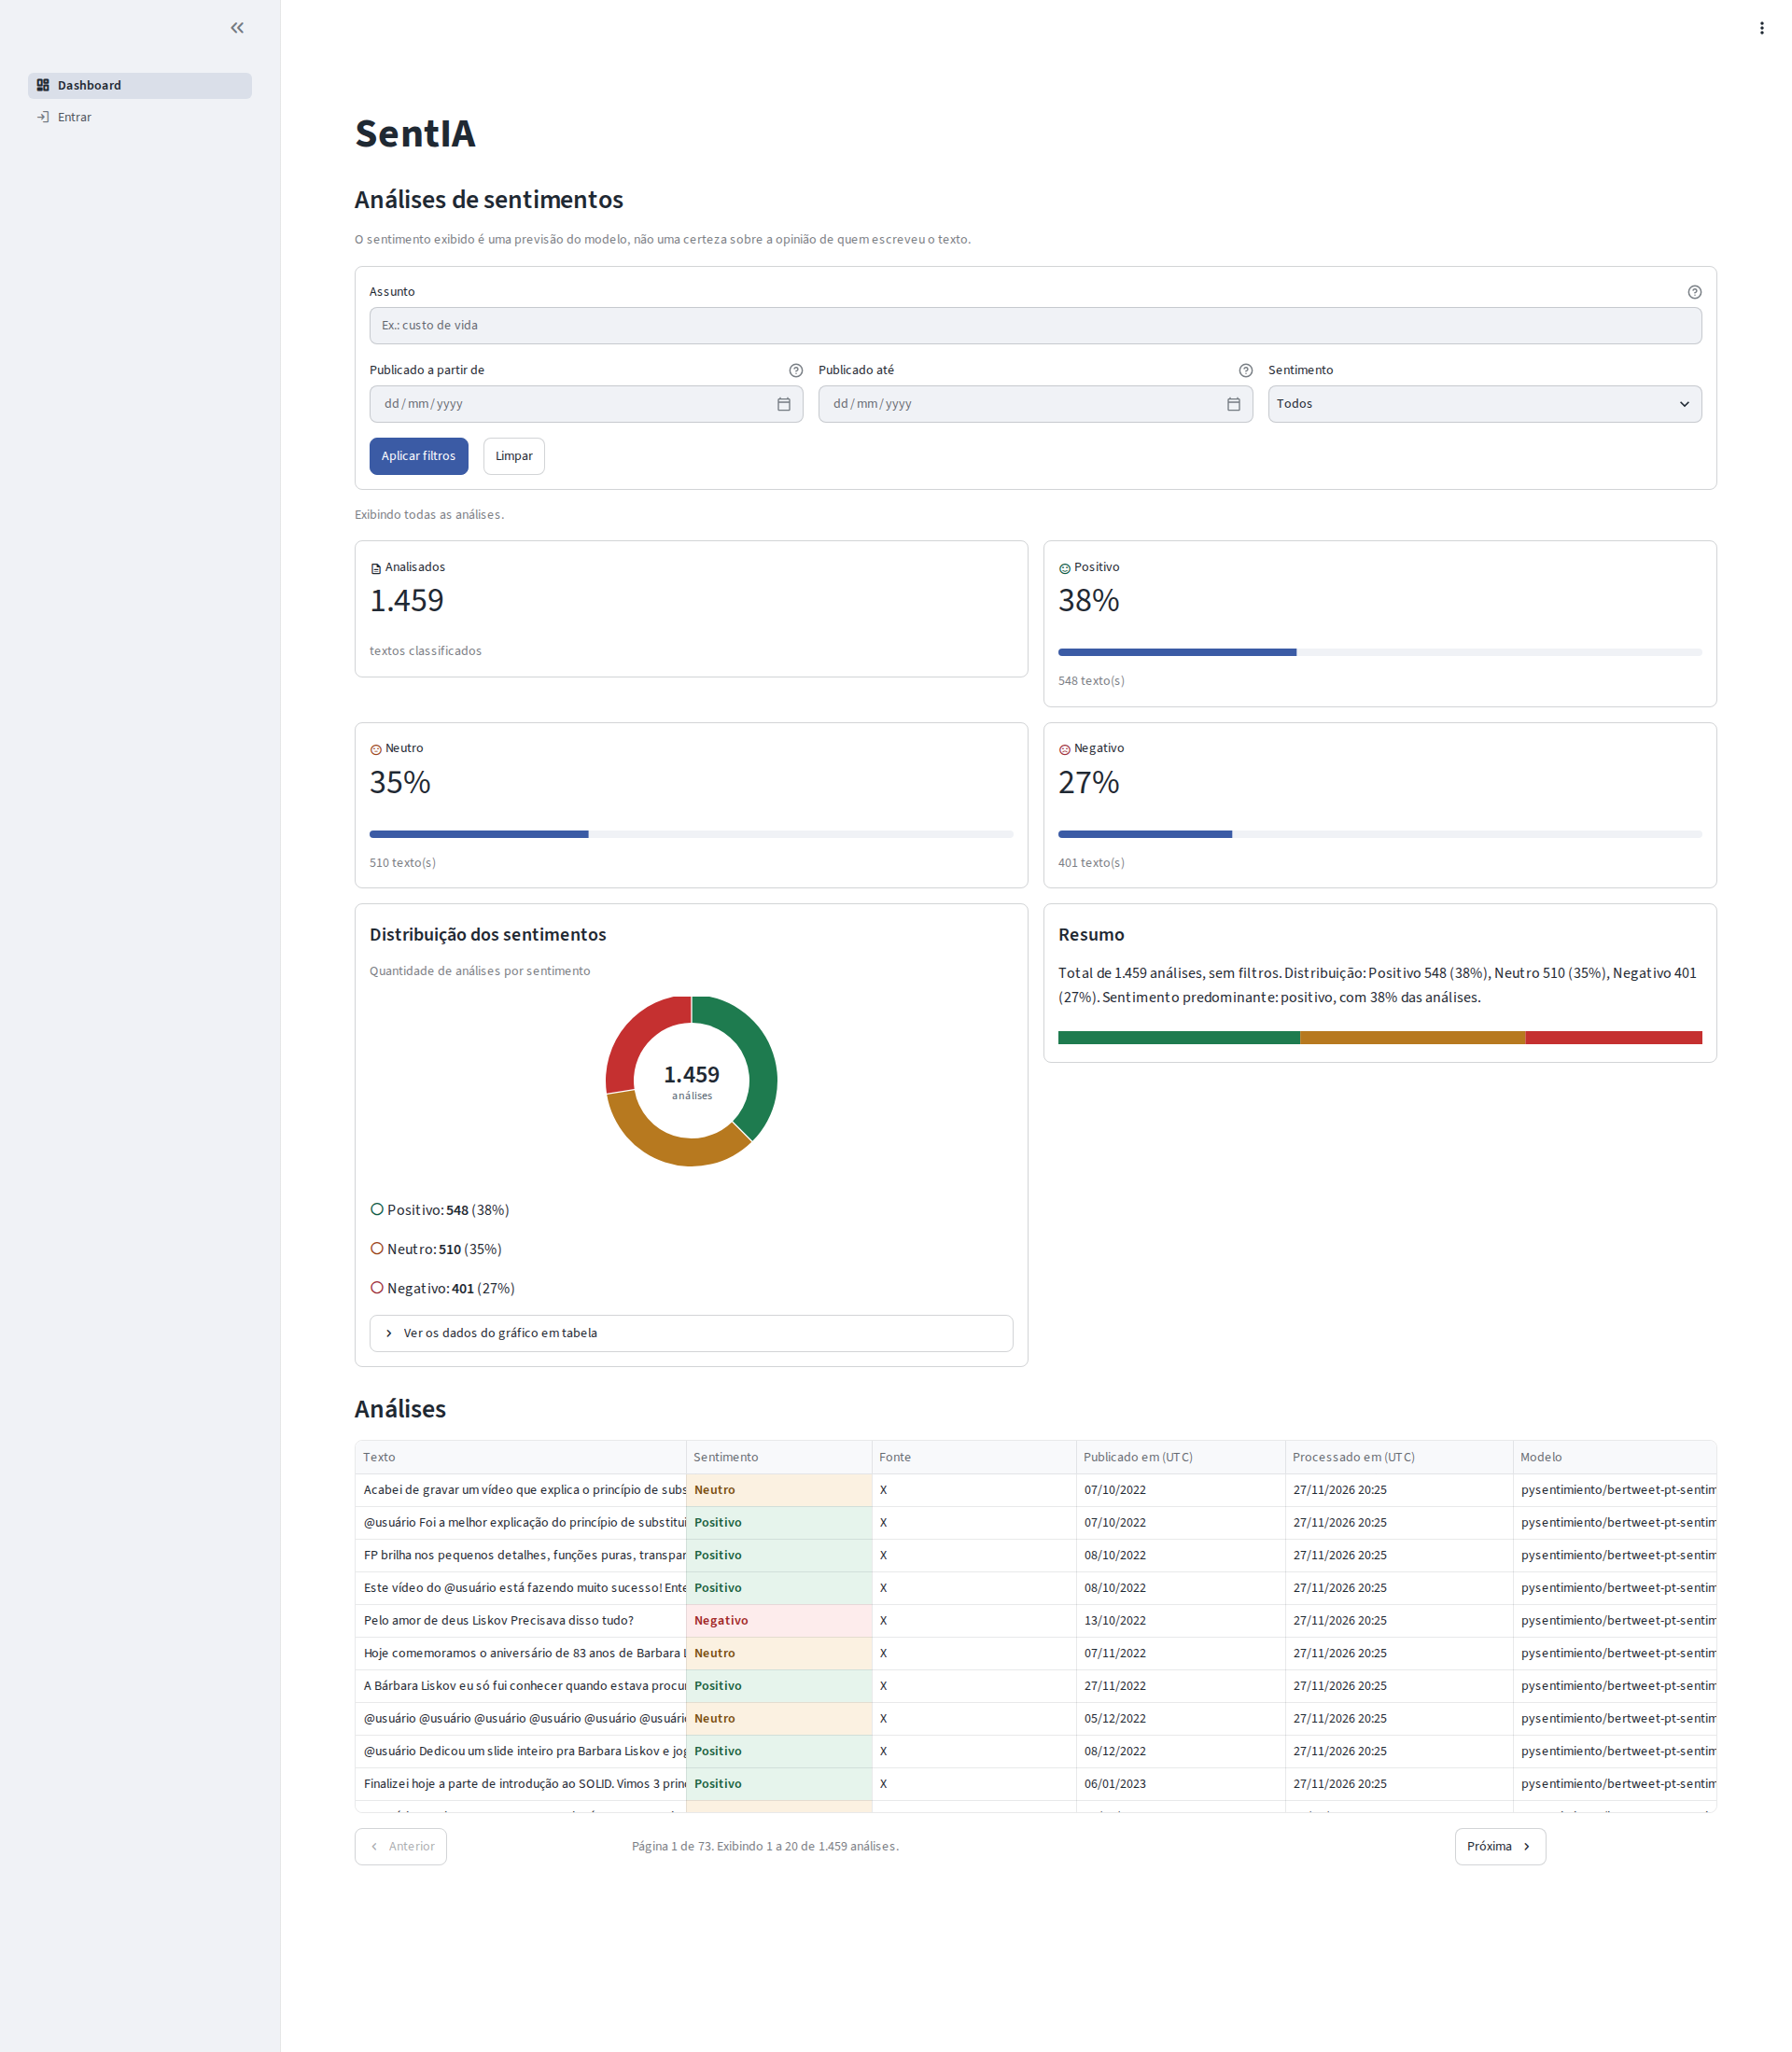 Dashboard
Entrar
SentIA
Análises de sentimentos
O sentimento exibido é uma previsão do modelo, não uma certeza sobre a opinião de quem escreveu o texto.
Assunto
Ex.: custo de vida
Publicado a partir de Publicado até Sentimento
dd/mm/yyyy dd/mm/yyyy Todos
Aplicar filtros Limpar
Exibindo todas as análises.
Analisados
1.459
textos classificados
Positivo
38%
548 texto(s)
Neutro
35%
510 texto(s)
Negativo
27%
401 texto(s)
Distribuição dos sentimentos
Quantidade de análises por sentimento
1.459
análises
Positivo: 548 (38%)
Neutro: 510 (35%)
Negativo: 401 (27%)
Ver os dados do gráfico em tabela
Resumo
Total de 1.459 análises, sem filtros. Distribuição: Positivo 548 (38%), Neutro 510 (35%), Negativo 401
(27%). Sentimento predominante: positivo, com 38% das análises.
Análises
Texto Sentimento Fonte Publicado em (UTC) Processado em (UTC) Modelo
Acabei de gravar um vídeo que explica o princípio de subs Neutro X 07/10/2022 27/11/2026 20:25 pysentimiento/bertweet-pt-sentim
@usuário Foi a melhor explicação do princípio de substitui Positivo X 07/10/2022 27/11/2026 20:25 pysentimiento/bertweet-pt-sentim
FP brilha nos pequenos detalhes, funções puras, transpar Positivo X 08/10/2022 27/11/2026 20:25 pysentimiento/bertweet-pt-sentim
Este vídeo do @usuário está fazendo muito sucesso! Ente Positivo X 08/10/2022 27/11/2026 20:25 pysentimiento/bertweet-pt-sentim
Pelo amor de deus Liskov Precisava disso tudo? Negativo X 13/10/2022 27/11/2026 20:25 pysentimiento/bertweet-pt-sentim
Hoje comemoramos o aniversário de 83 anos de Barbara L Neutro X 07/11/2022 27/11/2026 20:25 pysentimiento/bertweet-pt-sentim
A Bárbara Liskov eu só fui conhecer quando estava procu Positivo X 27/11/2022 27/11/2026 20:25 pysentimiento/bertweet-pt-sentim
@usuário @usuário @usuário @usuário @usuário @usuári Neutro X 05/12/2022 27/11/2026 20:25 pysentimiento/bertweet-pt-sentim
@usuário Dedicou um slide inteiro pra Barbara Liskov e jog Positivo X 08/12/2022 27/11/2026 20:25 pysentimiento/bertweet-pt-sentim
Finalizei hoje a parte de introdução ao SOLID. Vimos 3 prin Positivo X 06/01/2023 27/11/2026 20:25 pysentimiento/bertweet-pt-sentim
Anterior Página 1 de 73. Exibindo 1 a 20 de 1.459 análises. Próxima